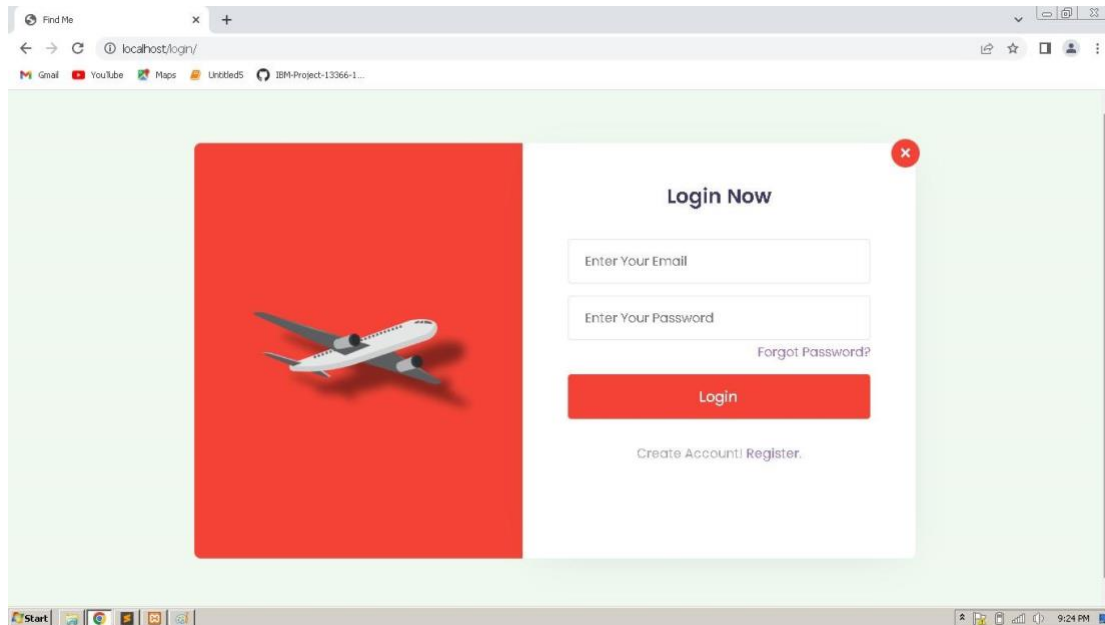 Find Me
localhost/login/
Gmail YouTube Maps Untitled5 IBM-Project-13366-1...
Login Now
Enter Your Email
Enter Your Password
Forgot Password?
Login
Create Account! Register.
Start 9:24 PM